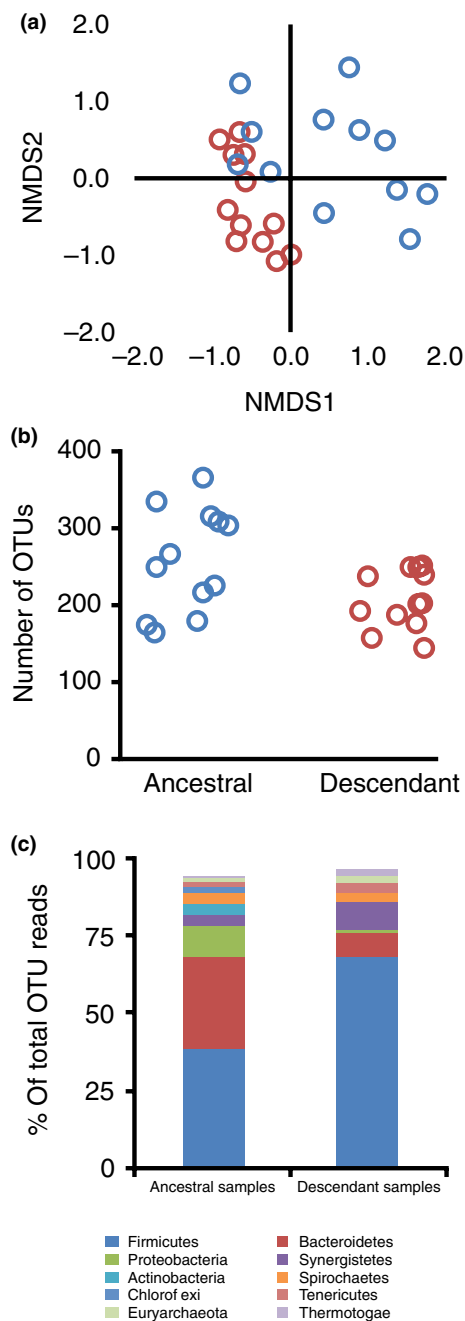 (a)
2.0
1.0
0.0
−1.0
−2.0
NMDS2
−2.0 −1.0 0.0 1.0 2.0
NMDS1
(b)
400
300
200
100
0
Number of OTUs
Ancestral Descendant
(c)
100
75
50
25
0
% Of total OTU reads
Ancestral samples Descendant samples
Firmicutes Bacteroidetes
Proteobacteria Synergistetes
Actinobacteria Spirochaetes
Chlorof exi Tenericutes
Euryarchaeota Thermotogae